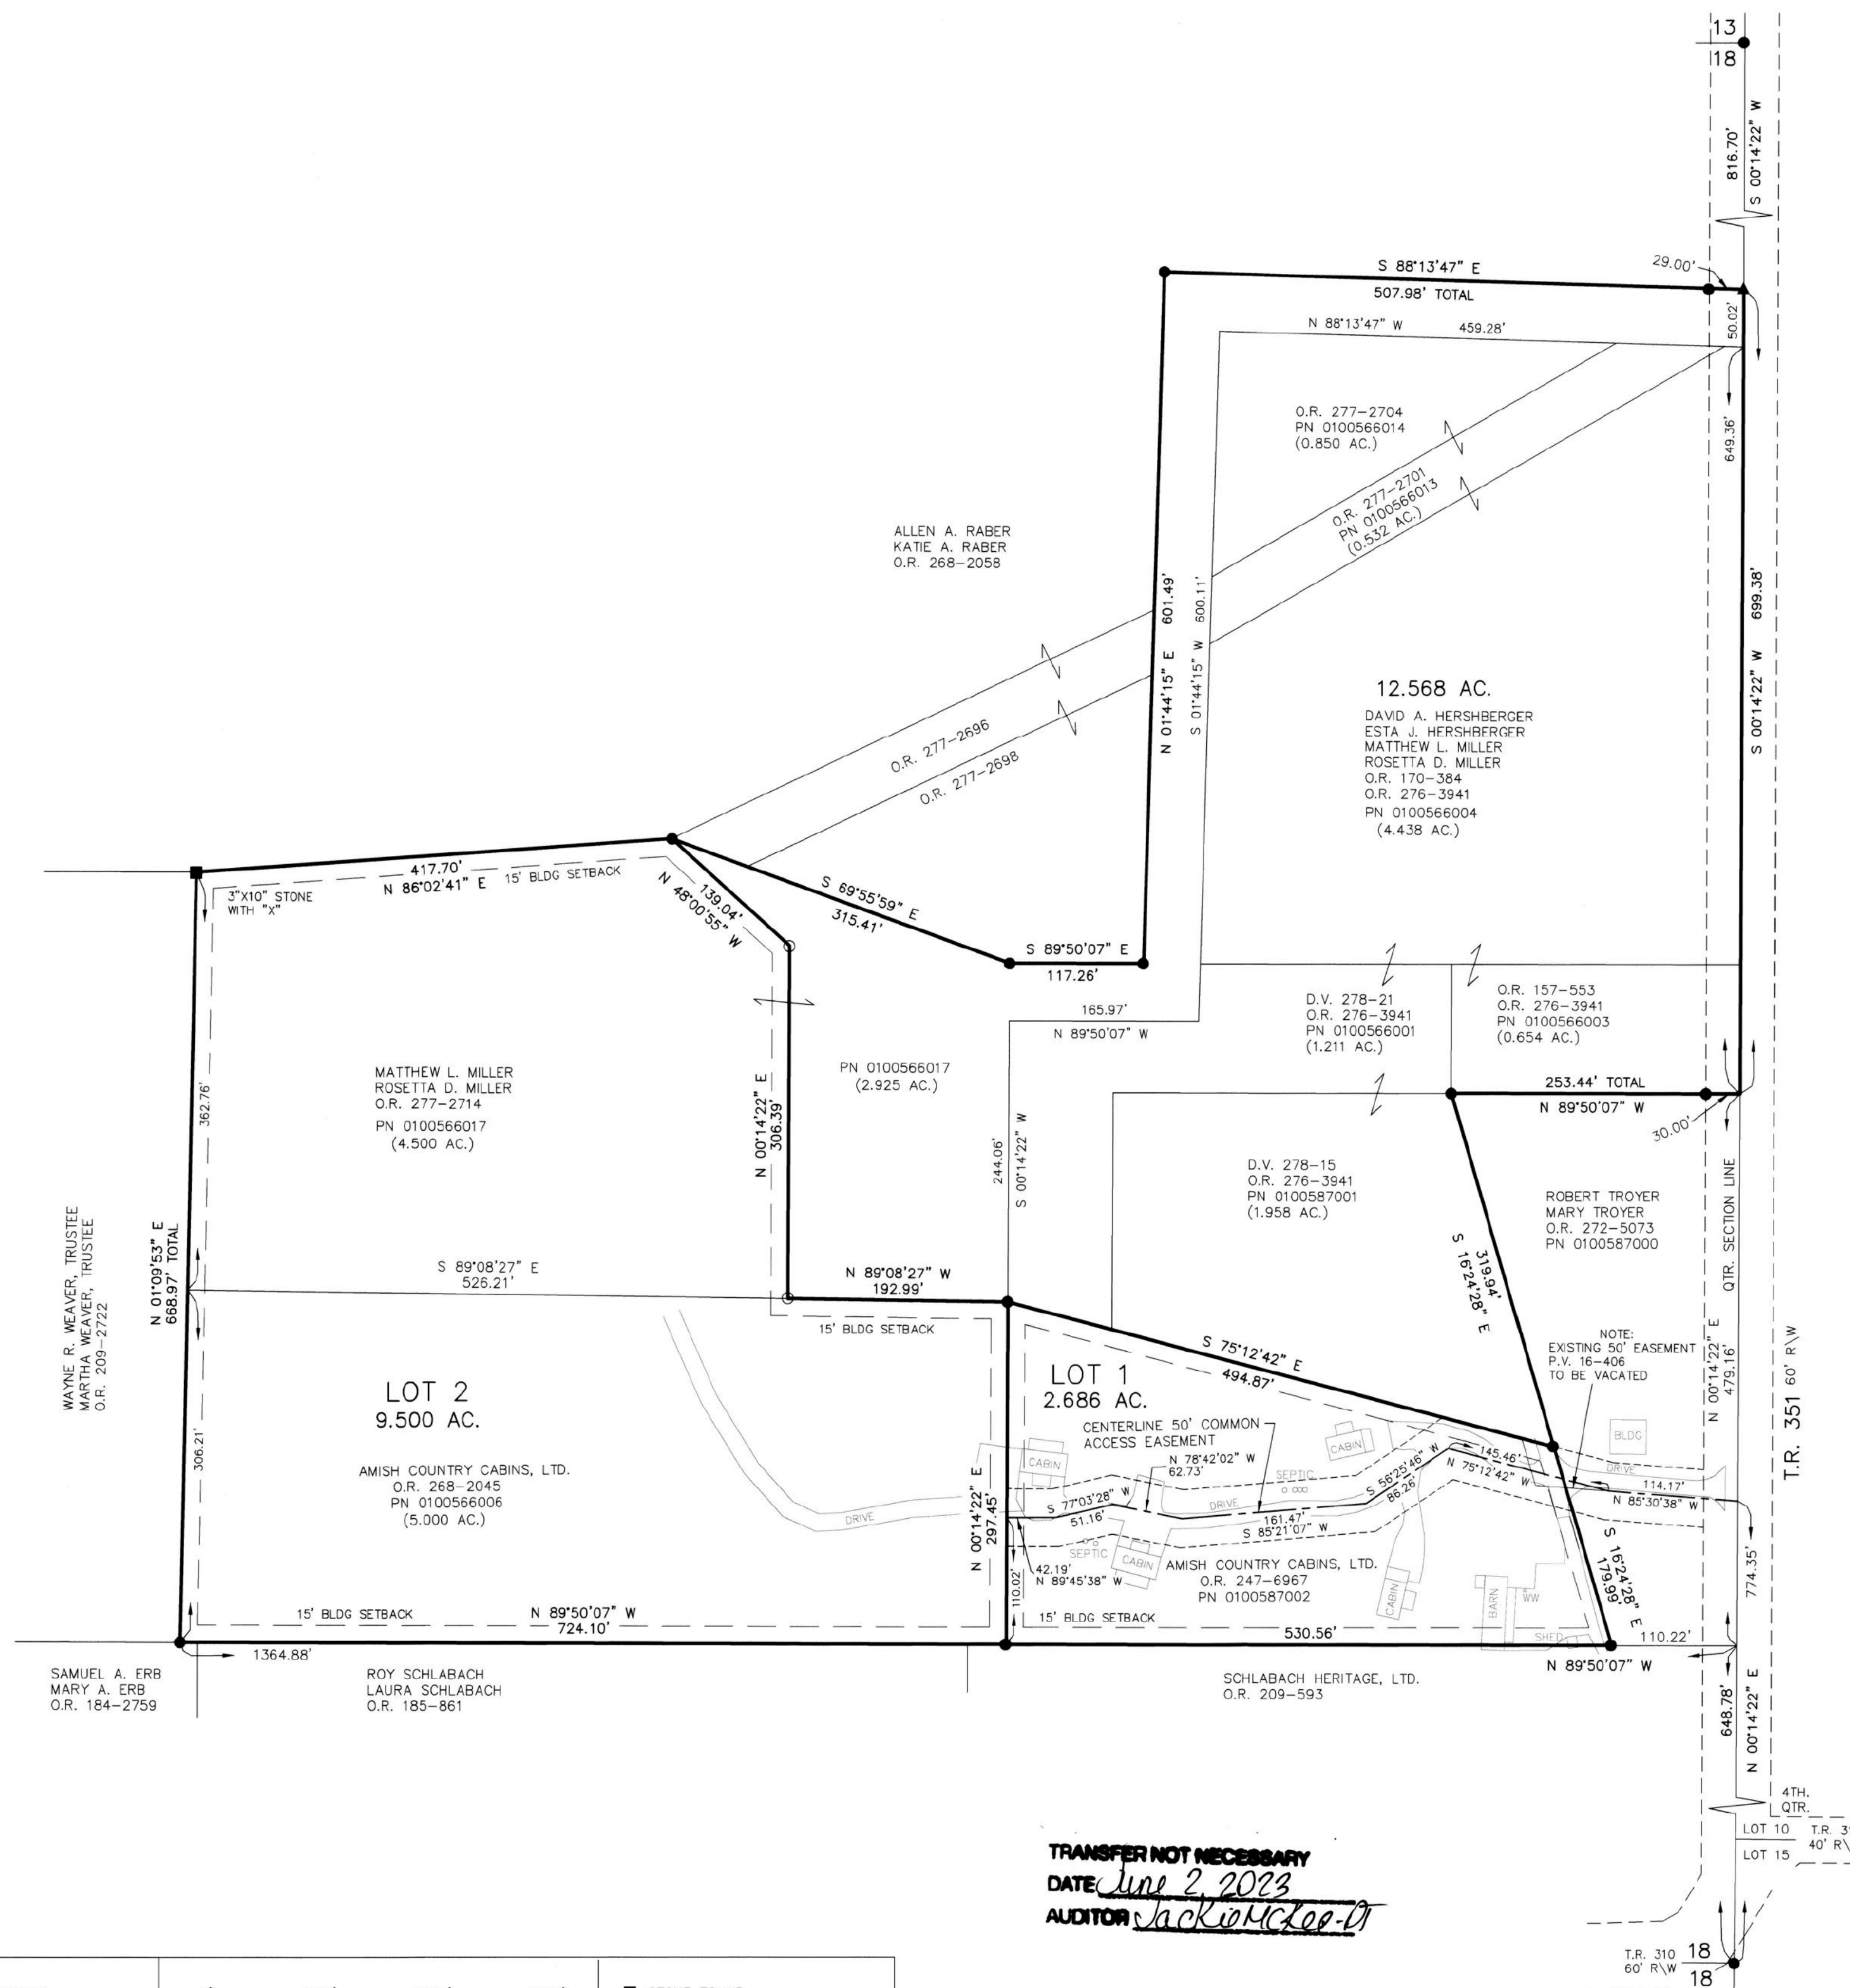 13
18
816.70'
S 00°14'22" W
S 88°13'47" E
507.98' TOTAL
29.00'
50.02'
N 88°13'47" W 459.28'
649.36'
O.R. 277-2704
PN 0100566014
(0.850 AC.)
O.R. 277-2701
PN 0100566013
(0.532 AC.)
ALLEN A. RABER
KATIE A. RABER
O.R. 268-2058
N 01°44'15" E 601.49'
S 01°44'15" W 600.11'
S 00°14'22" W 699.38'
12.568 AC.
DAVID A. HERSHBERGER
ESTA J. HERSHBERGER
MATTHEW L. MILLER
ROSETTA D. MILLER
O.R. 170-384
O.R. 276-3941
PN 0100566004
(4.438 AC.)
O.R. 277-2696
O.R. 277-2698
417.70'
N 86°02'41" E
15' BLDG SETBACK
3"X10" STONE
WITH "X"
139.04'
N 48°00'55" W
S 69°55'59" E
315.41'
S 89°50'07" E
117.26'
165.97'
N 89°50'07" W
D.V. 278-21
O.R. 276-3941
PN 0100566001
(1.211 AC.)
O.R. 157-553
O.R. 276-3941
PN 0100566003
(0.654 AC.)
253.44' TOTAL
N 89°50'07" W
30.00'
MATTHEW L. MILLER
ROSETTA D. MILLER
O.R. 277-2714
PN 0100566017
(4.500 AC.)
362.76'
N 00°14'22" E
306.39'
PN 0100566017
(2.925 AC.)
244.06'
S 00°14'22" W
D.V. 278-15
O.R. 276-3941
PN 0100587001
(1.958 AC.)
319.94'
S 16°24'28" E
ROBERT TROYER
MARY TROYER
O.R. 272-5073
PN 0100587000
QTR. SECTION LINE
N 00°14'22" E
479.16'
T.R. 351 60' R\W
WAYNE R. WEAVER, TRUSTEE
MARTHA WEAVER, TRUSTEE
O.R. 209-2722
N 01°09'53" E
668.97' TOTAL
S 89°08'27" E
526.21'
N 89°08'27" W
192.99'
15' BLDG SETBACK
306.21'
LOT 2
9.500 AC.
AMISH COUNTRY CABINS, LTD.
O.R. 268-2045
PN 0100566006
(5.000 AC.)
DRIVE
N 00°14'22" E
297.45'
S 75°12'42" E
494.87'
LOT 1
2.686 AC.
CENTERLINE 50' COMMON
ACCESS EASEMENT
NOTE:
EXISTING 50' EASEMENT
P.V. 16-406
TO BE VACATED
BLDG
CABIN
CABIN
N 78°42'02" W
62.73'
SEPTIC
S 56°25'46" W
86.26'
145.46'
N 75°12'42" W
DRIVE
114.17'
N 85°30'38" W
S 77°03'28" W
51.16'
DRIVE
161.47'
S 85°21'07" W
SEPTIC
CABIN
42.19'
N 89°45'38" W
110.02'
AMISH COUNTRY CABINS, LTD.
O.R. 247-6967
PN 0100587002
CABIN
BARN
WW
SHED
S 16°24'28" E
179.99'
774.35'
15' BLDG SETBACK
N 89°50'07" W
724.10'
15' BLDG SETBACK
530.56'
110.22'
N 89°50'07" W
1364.88'
SAMUEL A. ERB
MARY A. ERB
O.R. 184-2759
ROY SCHLABACH
LAURA SCHLABACH
O.R. 185-861
SCHLABACH HERITAGE, LTD.
O.R. 209-593
648.78'
N 00°14'22" E
4TH.
QTR.
LOT 10
LOT 15
40' R\
TRANSFER NOT NECESSARY
DATE June 2, 2023
AUDITOR Jackie McKee-DT
T.R. 310
60' R\W
18
18